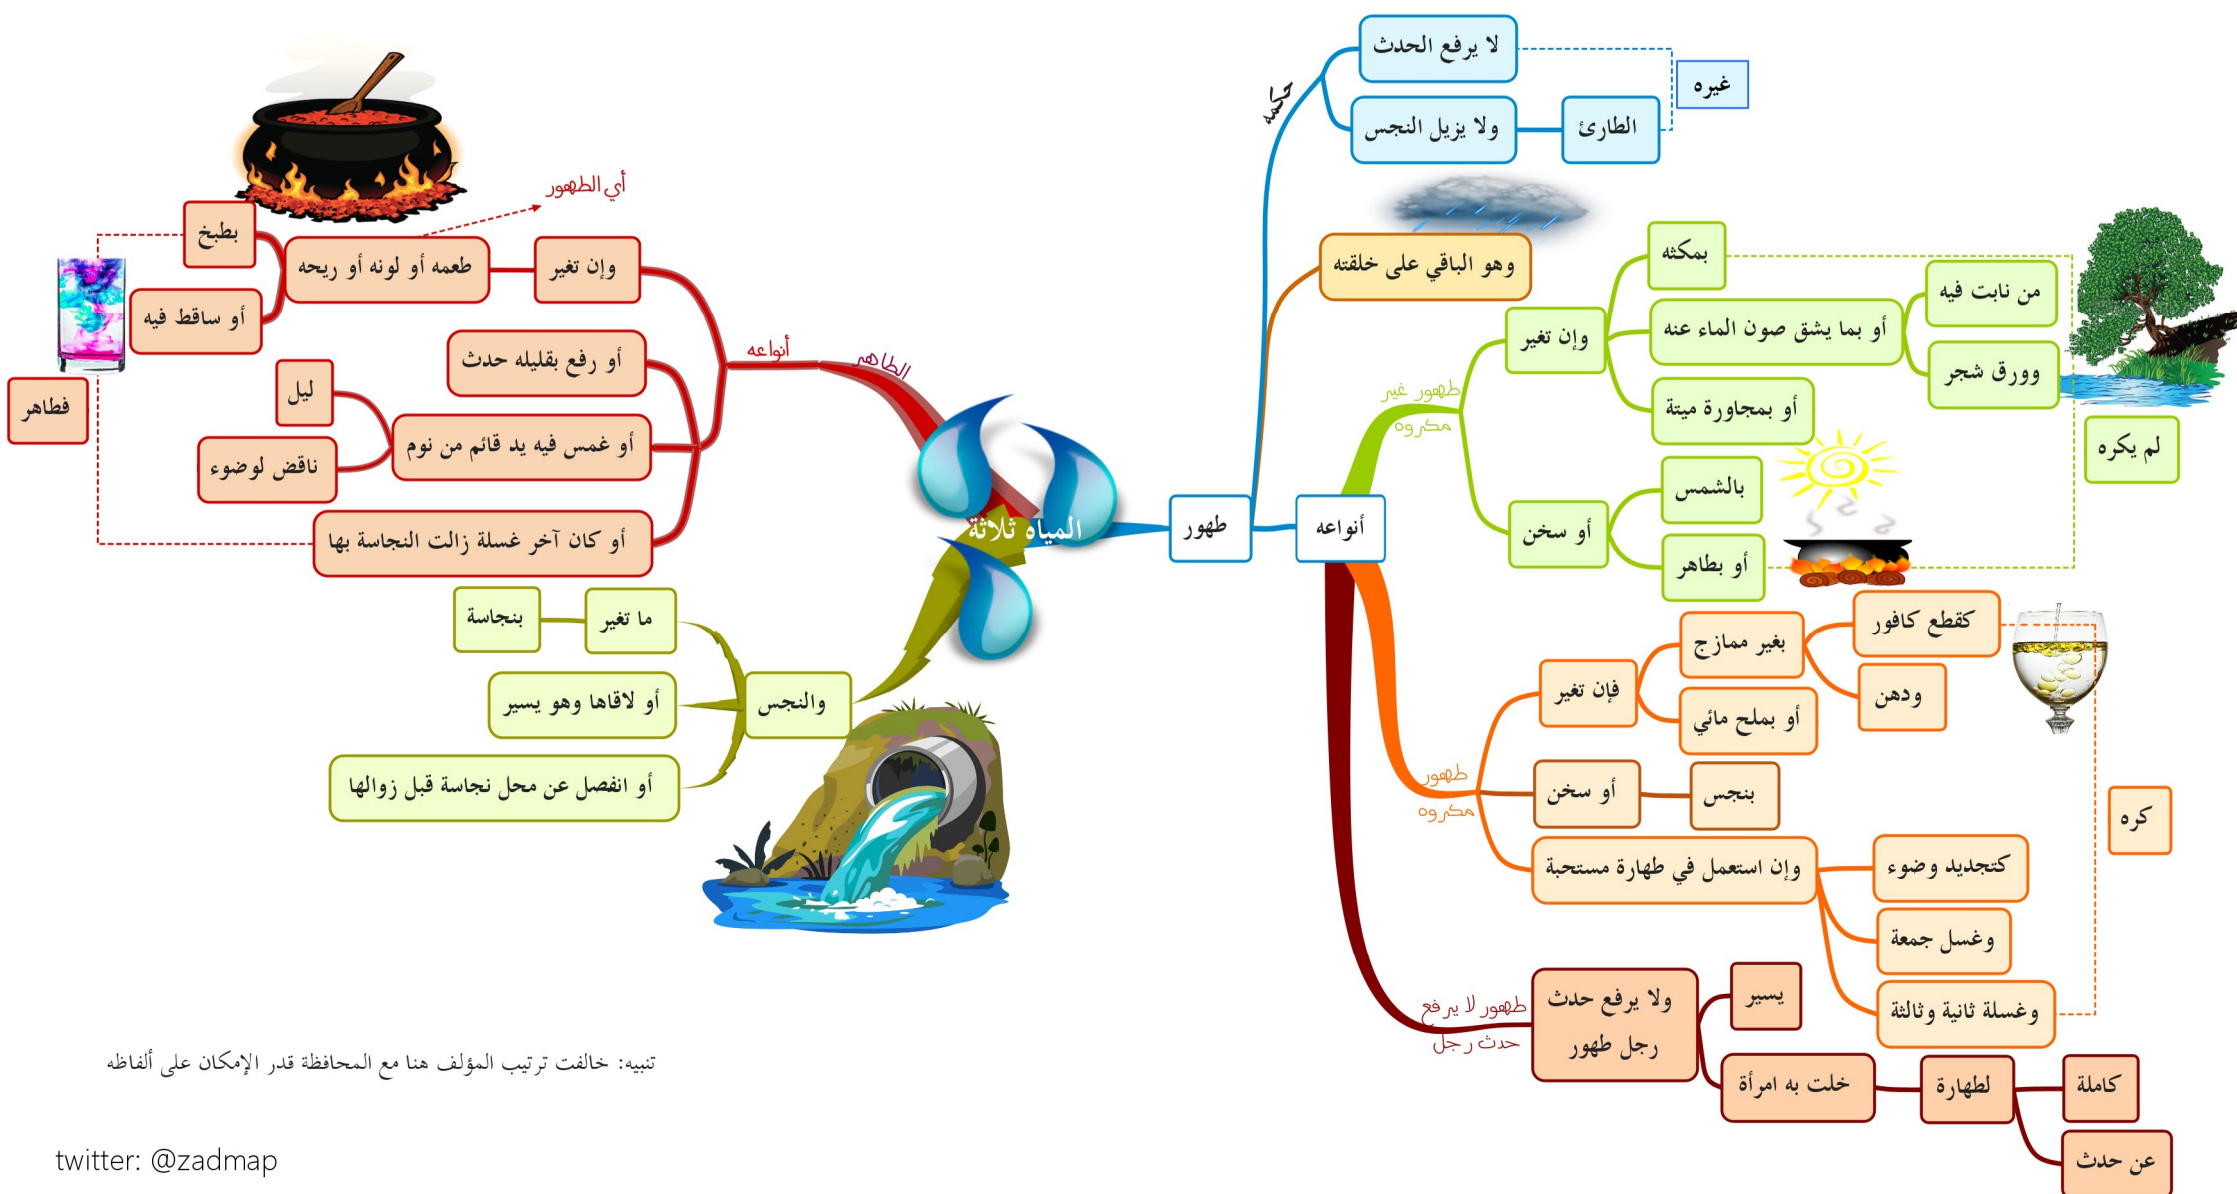 المياه ثلاثة
طهور
حكمه
لا يرفع الحدث
ولا يزيل النجس
الطارئ
غيره
وهو الباقي على خلقته
أنواعه
طهور غير
مكروه
وإن تغير
بمكثه
أو بما يشق صون الماء عنه
من نابت فيه
وورق شجر
أو بمجاورة ميتة
أو سخن
بالشمس
أو بطاهر
لم يكره
طهور
مكروه
فإن تغير
بغير ممازج
كقطع كافور
ودهن
أو بملح مائي
أو سخن
بنجس
وإن استعمل في طهارة مستحبة
كتجديد وضوء
وغسل جمعة
وغسلة ثانية وثالثة
كره
طهور لا يرفع
حدث رجل
ولا يرفع حدث
رجل طهور
يسير
خلت به امرأة
لطهارة
كاملة
عن حدث
الطاهر
أنواعه
وإن تغير
طعمه أو لونه أو ريحه
أي الطهور
بطبخ
أو ساقط فيه
أو رفع بقليله حدث
أو غمس فيه يد قائم من نوم
ليل
ناقض لوضوء
أو كان آخر غسلة زالت النجاسة بها
فطاهر
والنجس
ما تغير
بنجاسة
أو لاقاها وهو يسير
أو انفصل عن محل نجاسة قبل زوالها
تنبيه: خالفت ترتيب المؤلف هنا مع المحافظة قدر الإمكان على ألفاظه
twitter: @zadmap